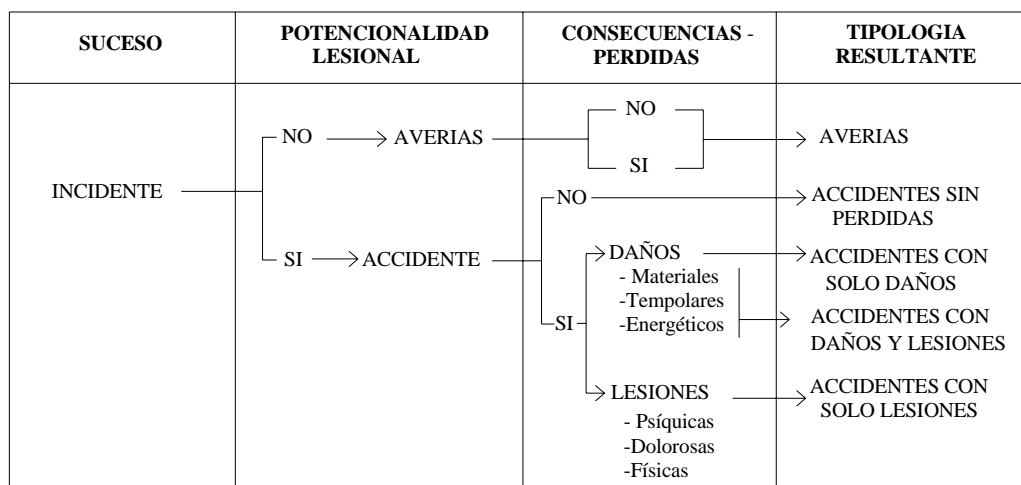 SUCESO
POTENCIONALIDAD
LESIONAL
CONSECUENCIAS -
PERDIDAS
TIPOLOGIA
RESULTANTE
INCIDENTE
NO
AVERIAS
NO
SI
AVERIAS
SI
ACCIDENTE
NO
ACCIDENTES SIN
PERDIDAS
SI
DAÑOS
- Materiales
-Tempolares
-Energéticos
ACCIDENTES CON
SOLO DAÑOS
ACCIDENTES CON
DAÑOS Y LESIONES
LESIONES
- Psíquicas
-Dolorosas
-Físicas
ACCIDENTES CON
SOLO LESIONES